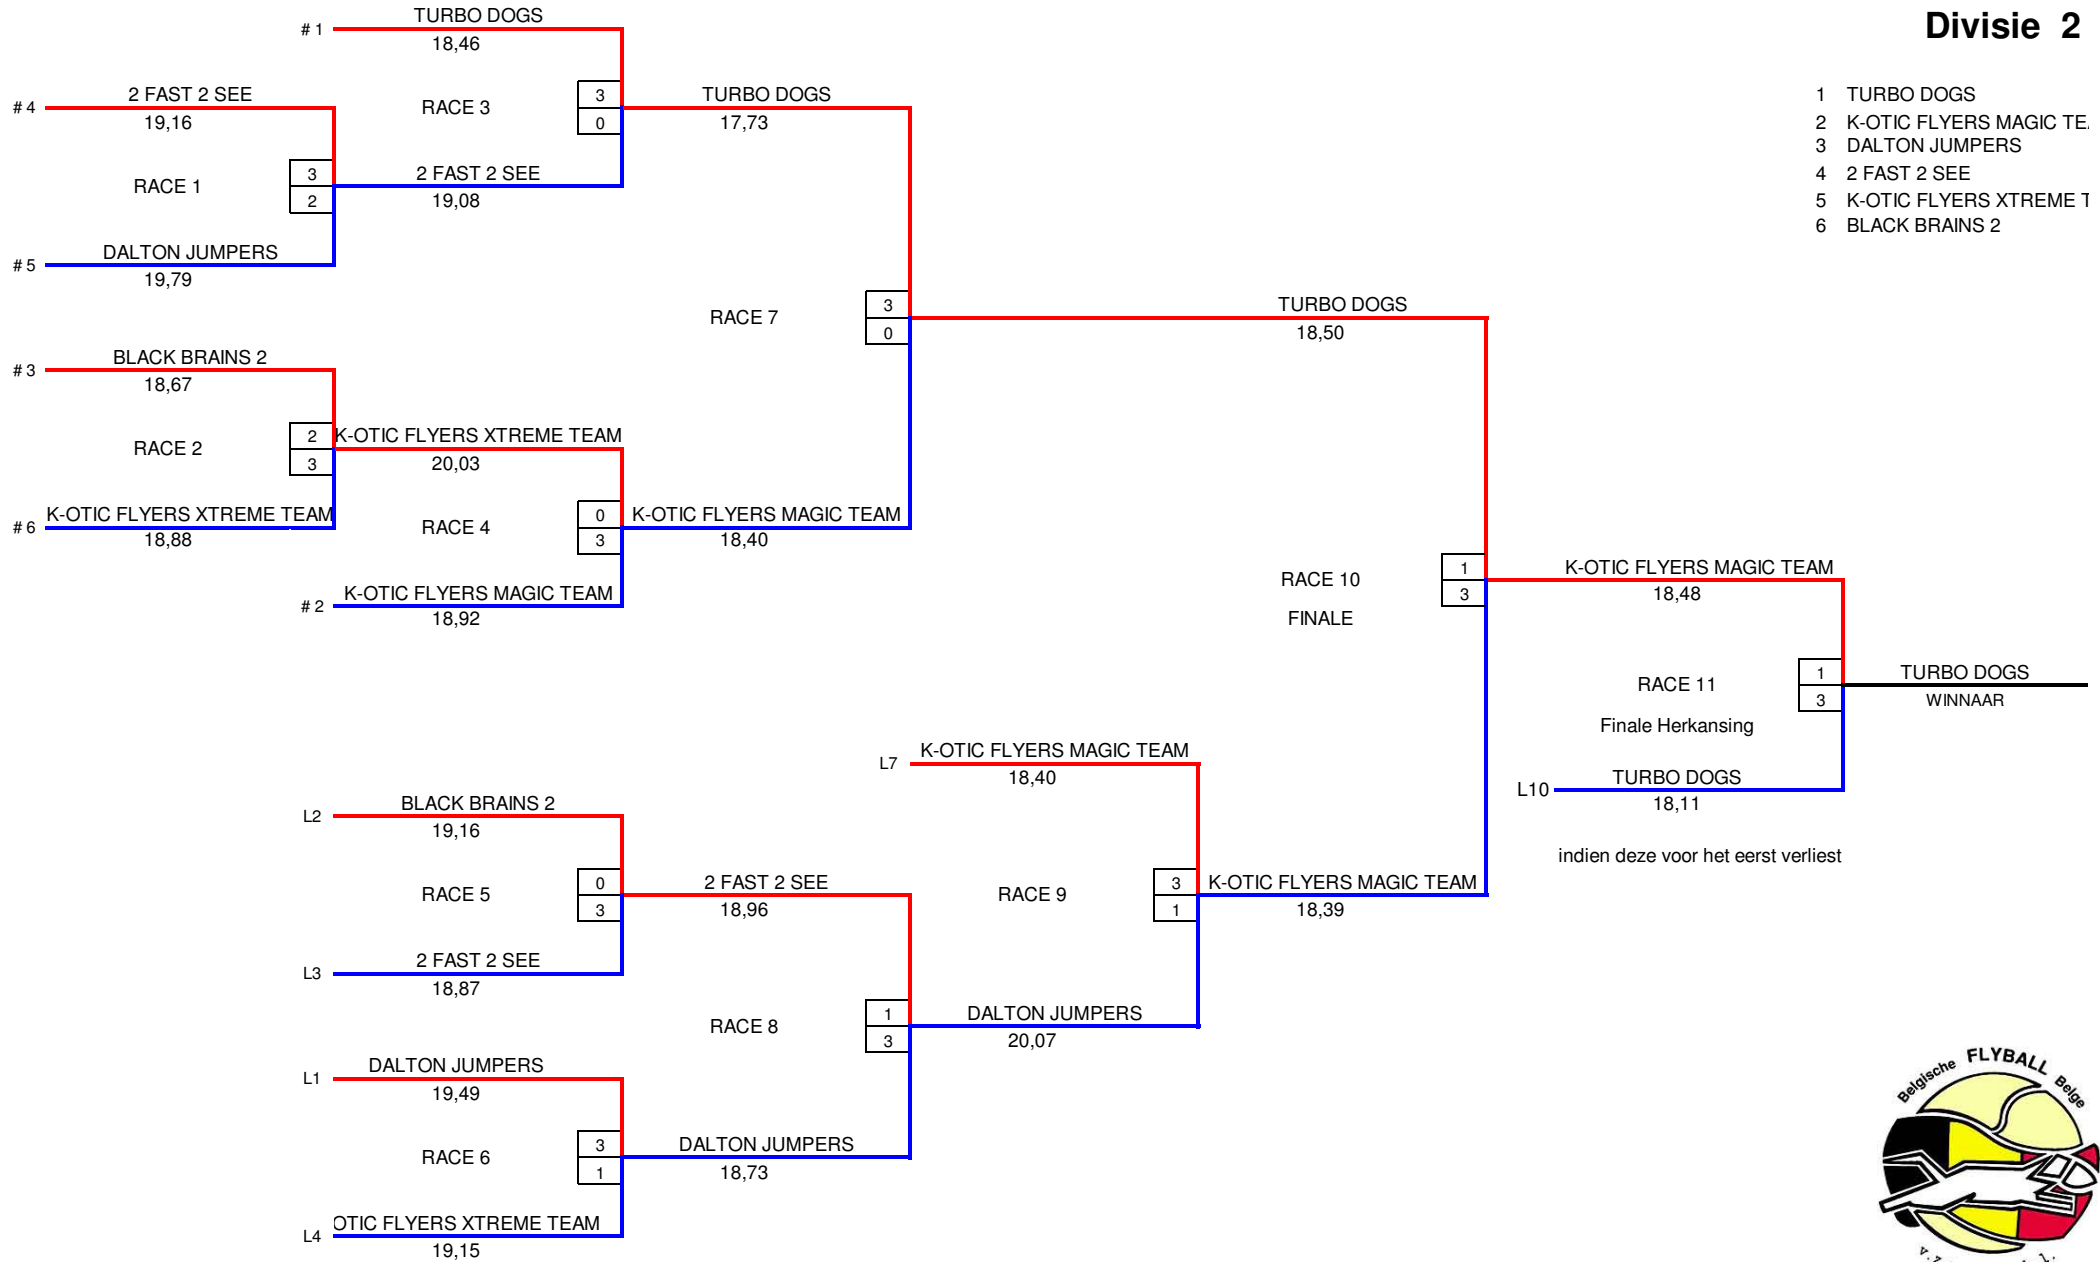 Divisie 2
1 TURBO DOGS
2 K-OTIC FLYERS MAGIC
3 DALTON JUMPERS
4 2 FAST 2 SEE
5 K-OTIC FLYERS XTREME
6 BLACK BRAINS 2
# 1 TURBO DOGS
18,46
# 4 2 FAST 2 SEE
19,16
RACE 3
3
0
TURBO DOGS
17,73
RACE 1
3
2
2 FAST 2 SEE
19,08
# 5 DALTON JUMPERS
19,79
RACE 7
3
0
TURBO DOGS
18,50
# 3 BLACK BRAINS 2
18,67
RACE 2
2
3
K-OTIC FLYERS XTREME TEAM
20,03
# 6 K-OTIC FLYERS XTREME TEAM
18,88
RACE 4
0
3
K-OTIC FLYERS MAGIC TEAM
18,40
# 2 K-OTIC FLYERS MAGIC TEAM
18,92
RACE 10
FINALE
1
3
K-OTIC FLYERS MAGIC TEAM
18,48
RACE 11
Finale Herkansing
1
3
TURBO DOGS
WINNAAR
L7 K-OTIC FLYERS MAGIC TEAM
18,40
L10 TURBO DOGS
18,11
indien deze voor het eerst verliest
L2 BLACK BRAINS 2
19,16
RACE 5
0
3
2 FAST 2 SEE
18,96
RACE 9
3
1
K-OTIC FLYERS MAGIC TEAM
18,39
L3 2 FAST 2 SEE
18,87
RACE 8
1
3
DALTON JUMPERS
20,07
L1 DALTON JUMPERS
19,49
RACE 6
3
1
DALTON JUMPERS
18,73
L4 OTIC FLYERS XTREME TEAM
19,15
Belgische FLYBALL Belge